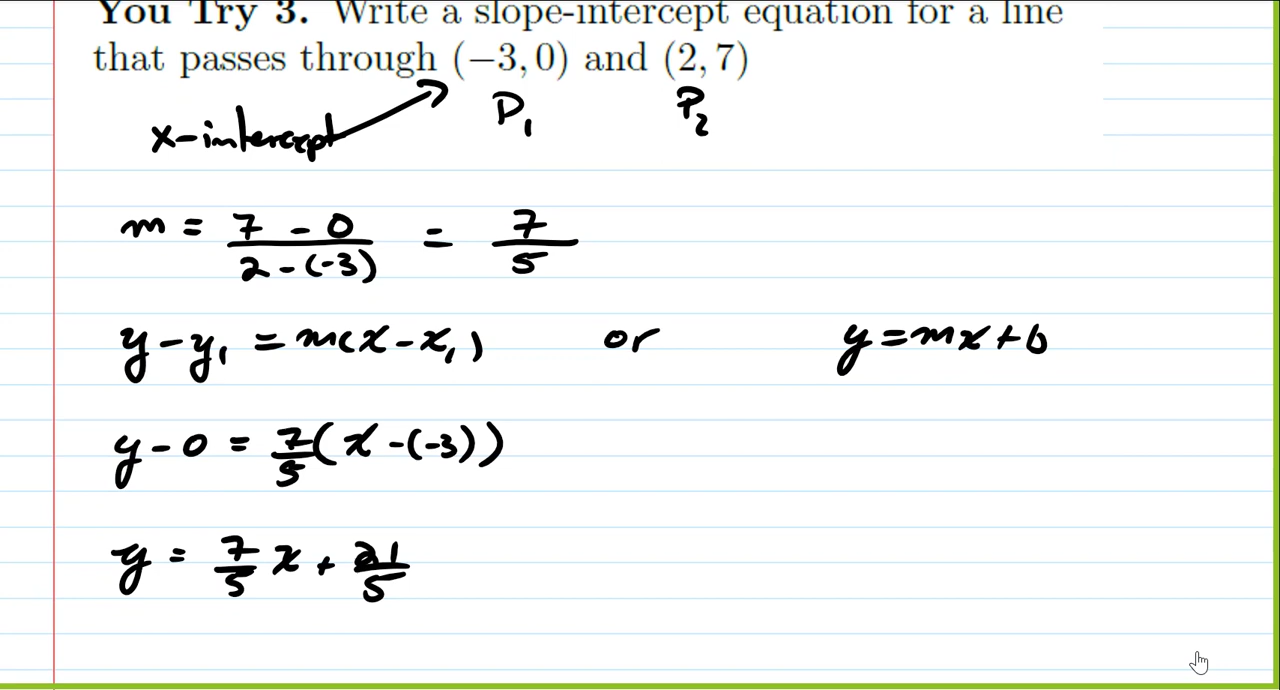 You Try 3. Write a slope-intercept equation for a line
that passes through (−3, 0) and (2, 7)
x-intercept P₁ P₂
m = (7 - 0)/(2 - (-3)) = 7/5
y - y₁ = m(x - x₁) or y = mx + b
y - 0 = 7/5 (x - (-3))
y = 7/5 x + 21/5